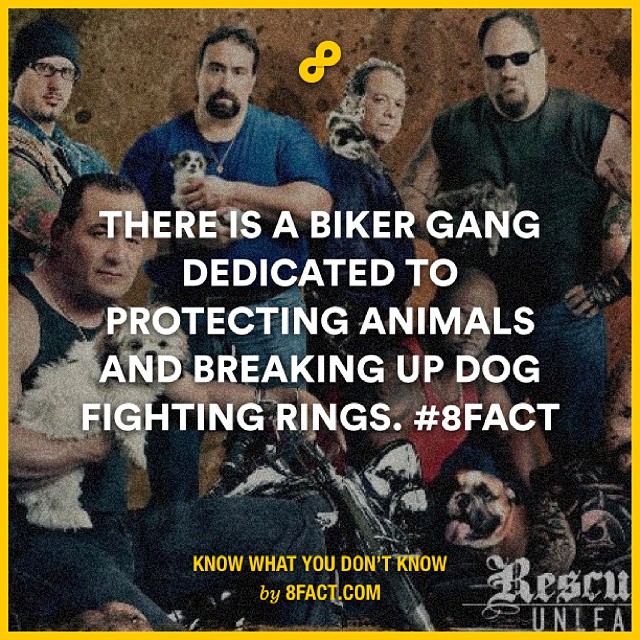 THERE IS A BIKER GANG
DEDICATED TO
PROTECTING ANIMALS
AND BREAKING UP DOG
FIGHTING RINGS. #8FACT
KNOW WHAT YOU DON'T KNOW
by 8FACT.COM
Rescu
UNLEA